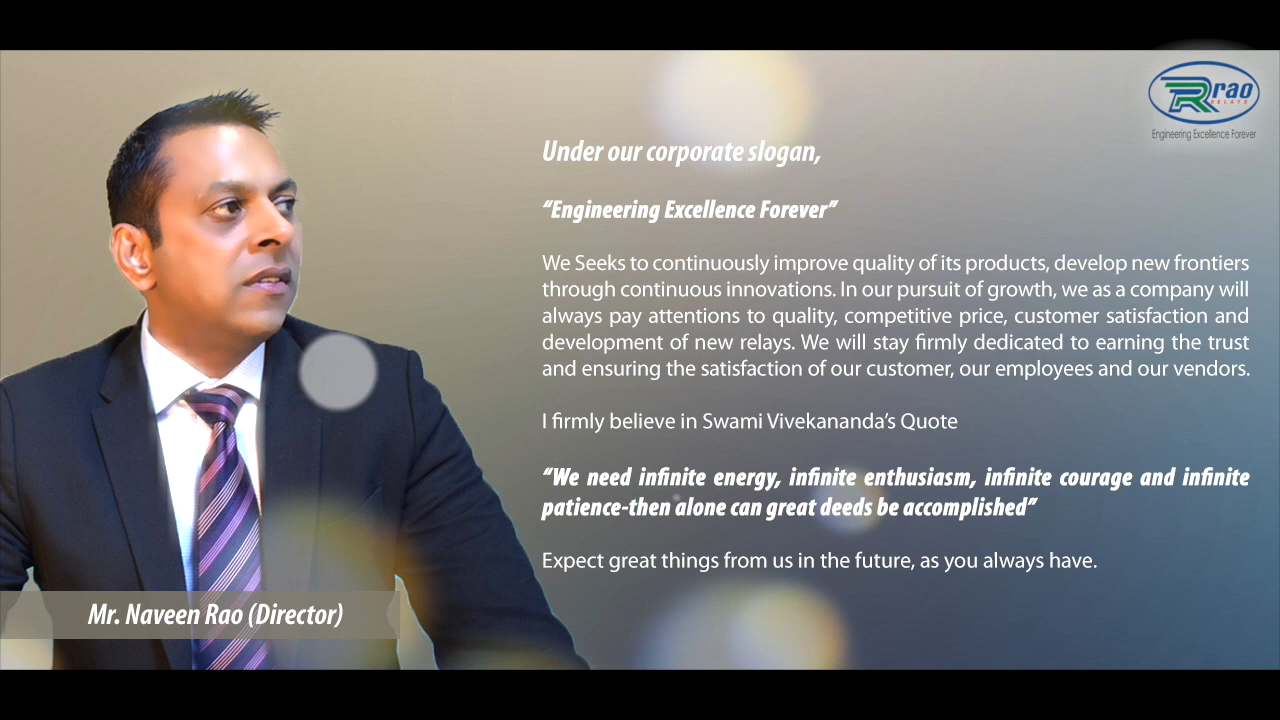 rao
RELAYS
Engineering Excellence Forever
Under our corporate slogan,
“Engineering Excellence Forever”
We Seeks to continuously improve quality of its products, develop new frontiers
through continuous innovations. In our pursuit of growth, we as a company will
always pay attentions to quality, competitive price, customer satisfaction and
development of new relays. We will stay firmly dedicated to earning the trust
and ensuring the satisfaction of our customer, our employees and our vendors.
I firmly believe in Swami Vivekananda’s Quote
“We need infinite energy, infinite enthusiasm, infinite courage and infinite
patience-then alone can great deeds be accomplished”
Expect great things from us in the future, as you always have.
Mr. Naveen Rao (Director)